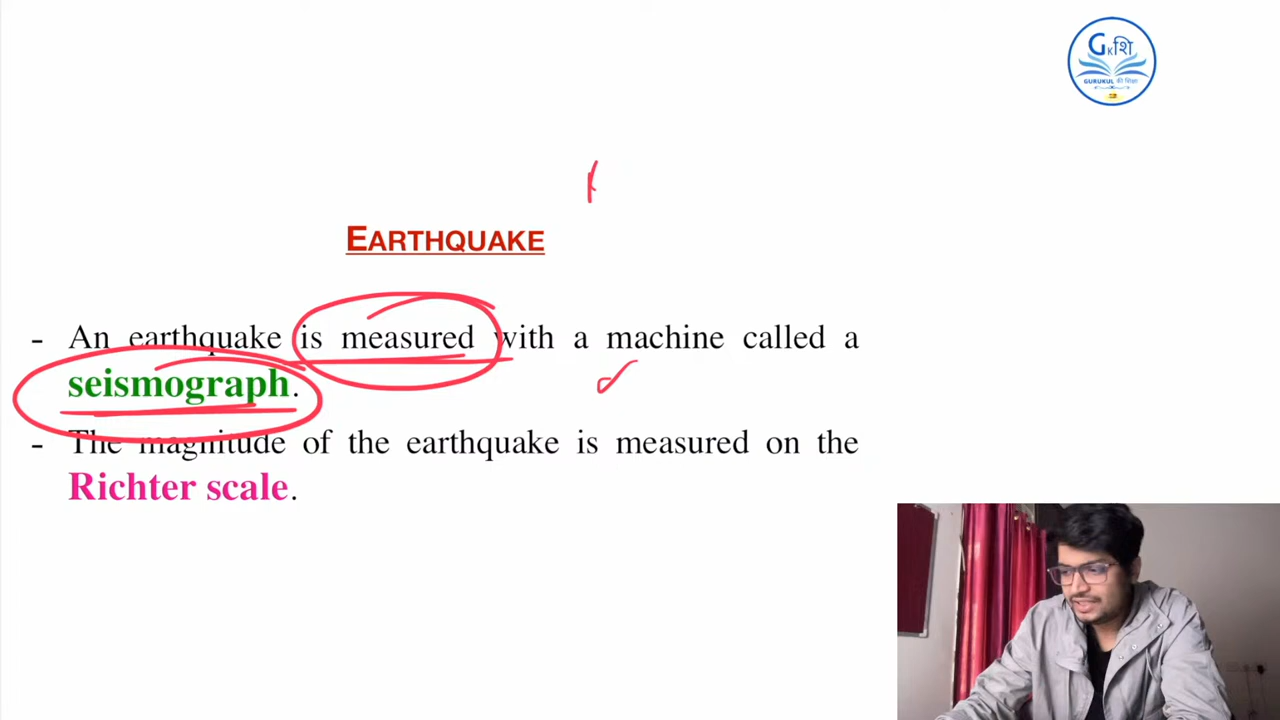 GKशि
GURUKUL की शिक्षा
EARTHQUAKE
- An earthquake is measured with a machine called a
seismograph.
- The magnitude of the earthquake is measured on the
Richter scale.